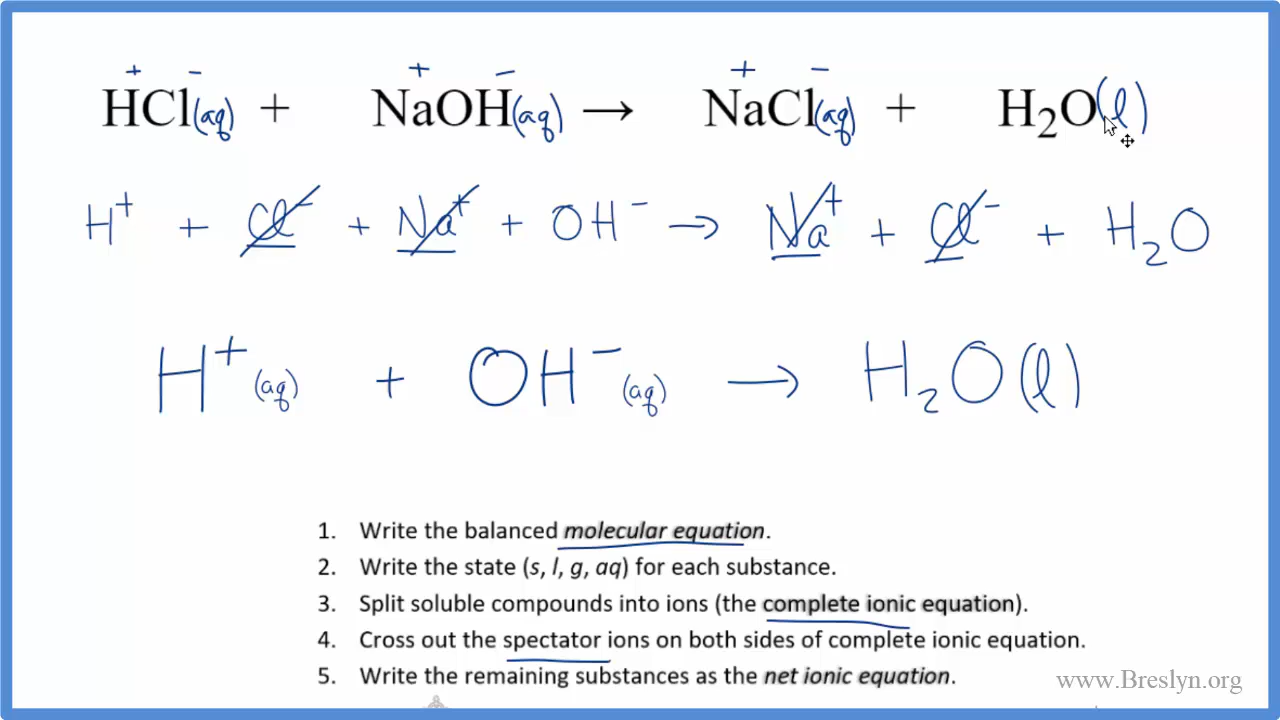 HCl(aq) + NaOH(aq) → NaCl(aq) + H₂O(l)
+ - + - + -
H⁺ + Cl⁻ + Na⁺ + OH⁻ → Na⁺ + Cl⁻ + H₂O
H⁺(aq) + OH⁻(aq) → H₂O(l)
1. Write the balanced molecular equation.
2. Write the state (s, l, g, aq) for each substance.
3. Split soluble compounds into ions (the complete ionic equation).
4. Cross out the spectator ions on both sides of complete ionic equation.
5. Write the remaining substances as the net ionic equation.
www.Breslyn.org